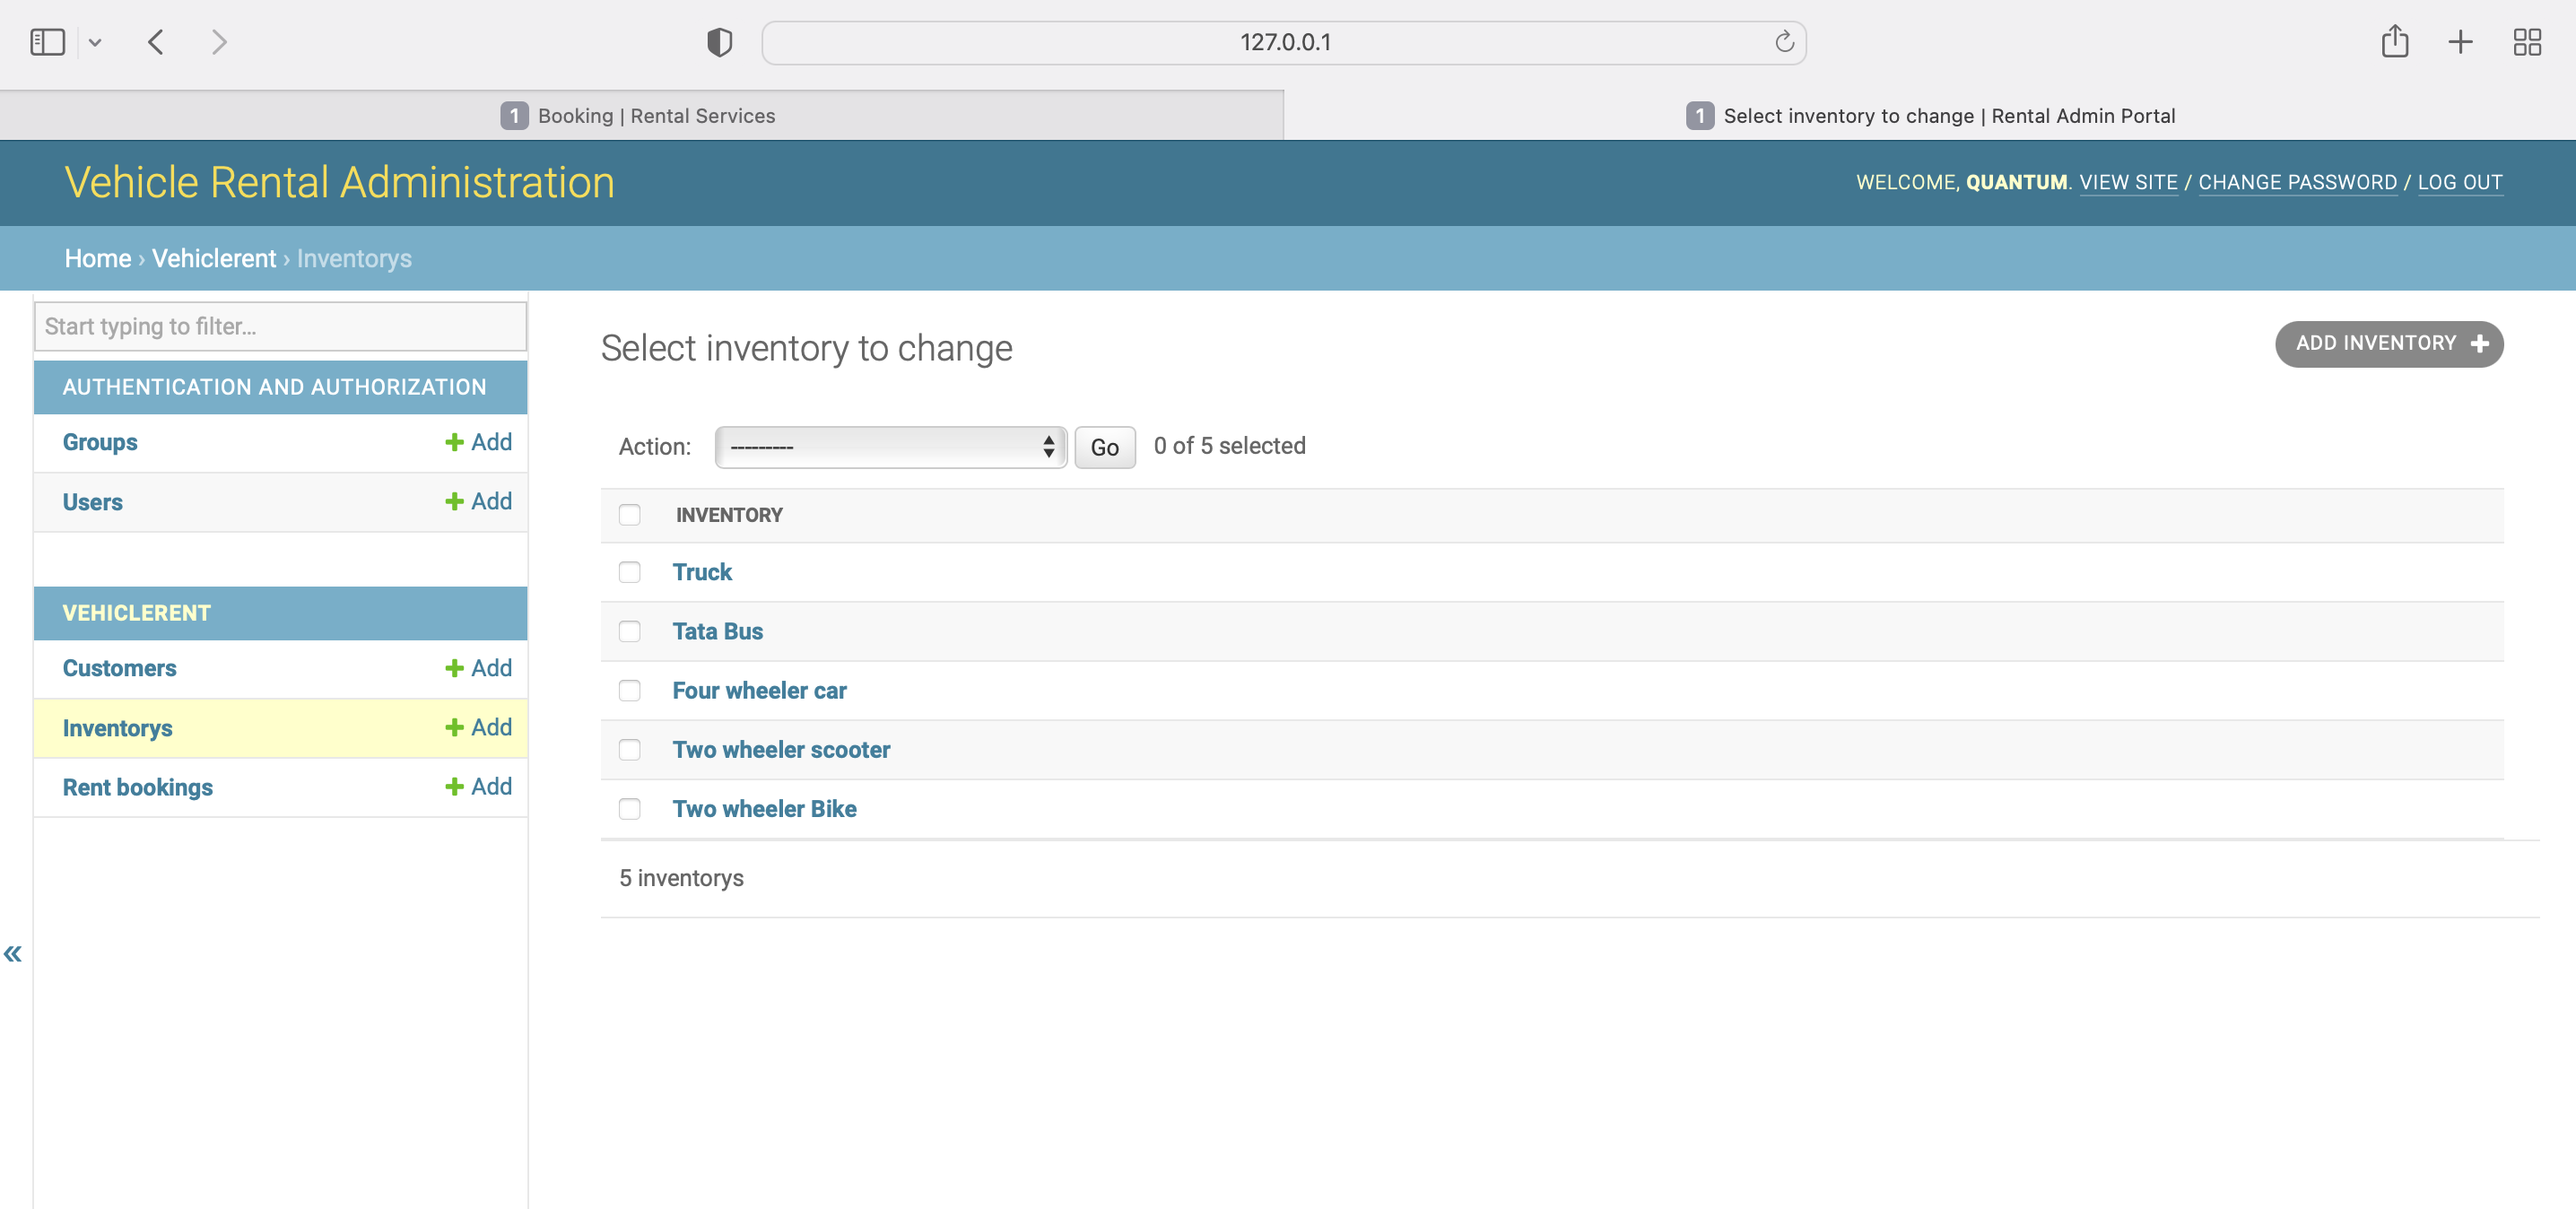 127.0.0.1
1 Booking | Rental Services
1 Select inventory to change | Rental Admin Portal
Vehicle Rental Administration
WELCOME, QUANTUM. VIEW SITE / CHANGE PASSWORD / LOG OUT
Home › Vehiclerent › Inventorys
Start typing to filter...
AUTHENTICATION AND AUTHORIZATION
Groups + Add
Users + Add
VEHICLERENT
Customers + Add
Inventorys + Add
Rent bookings + Add
«
Select inventory to change
ADD INVENTORY +
Action: --------- Go 0 of 5 selected
INVENTORY
Truck
Tata Bus
Four wheeler car
Two wheeler scooter
Two wheeler Bike
5 inventorys